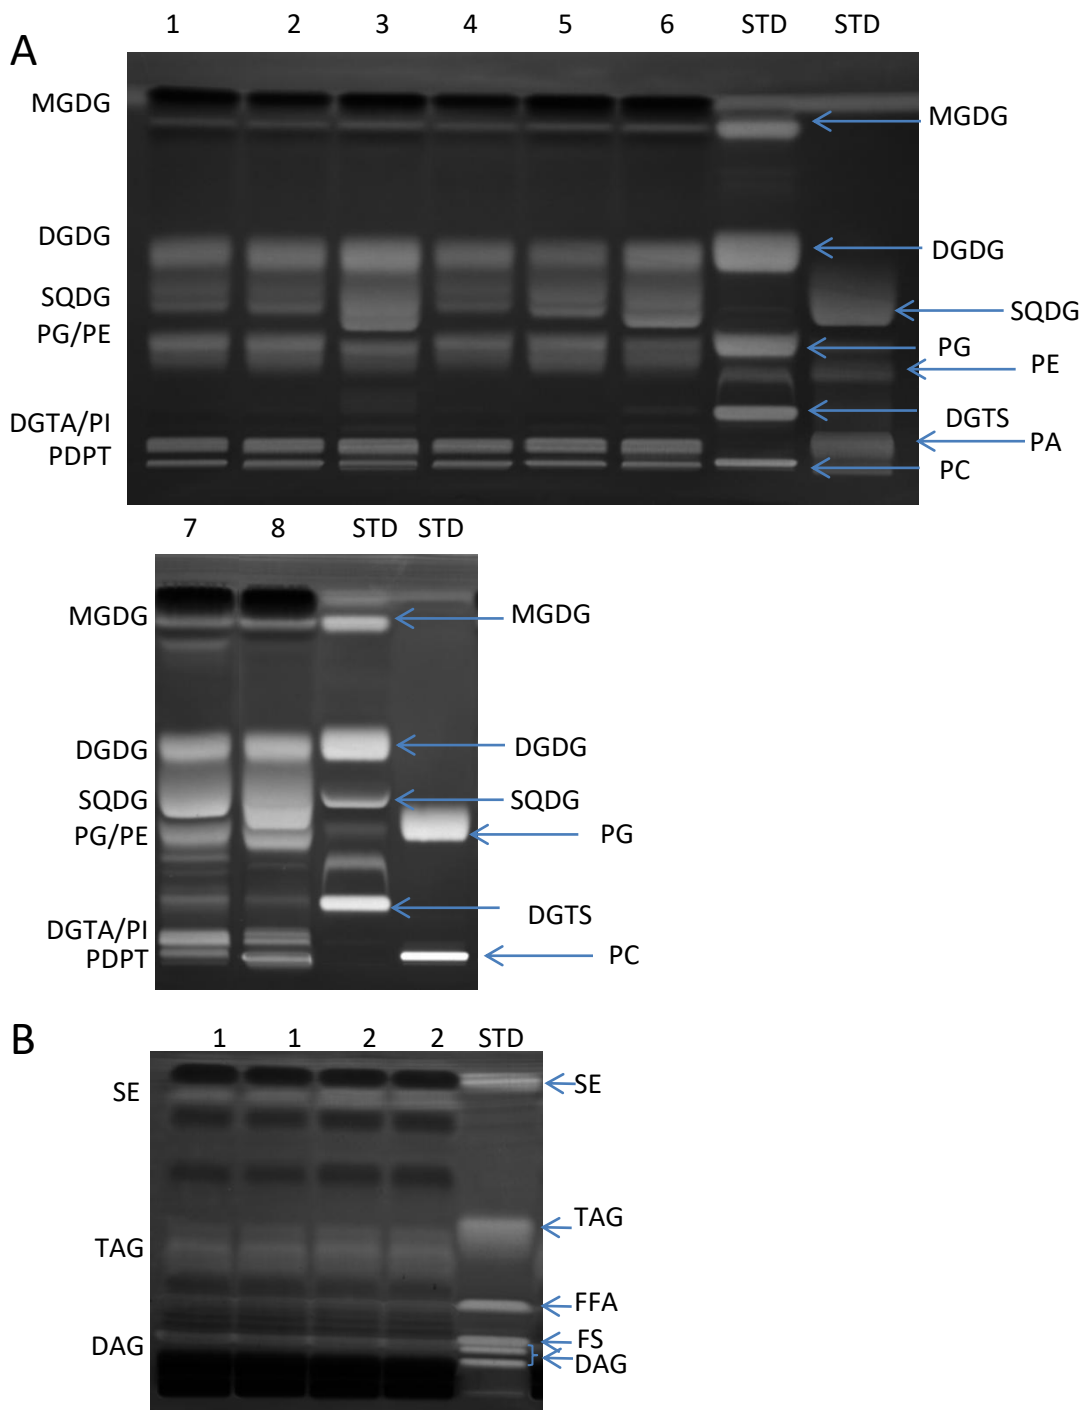 1 2 3 4 5 6 STD STD
A
MGDG
MGDG
DGDG
DGDG
SQDG
SQDG
PG/PE
PG
PE
DGTA/PI
DGTS
PDPT
PA
PC
7 8 STD STD
MGDG
MGDG
DGDG
DGDG
SQDG
SQDG
PG/PE
PG
DGTS
DGTA/PI
PDPT
PC
B
1 1 2 2 STD
SE
SE
TAG
TAG
FFA
FS
DAG
DAG